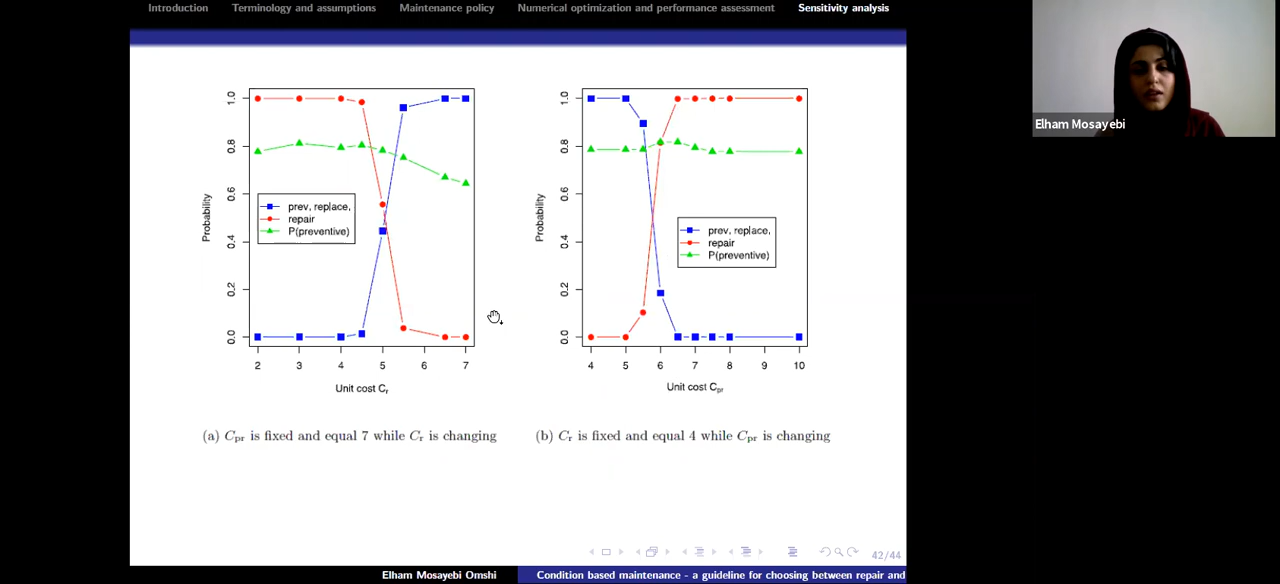 Introduction Terminology and assumptions Maintenance policy Numerical optimization and performance assessment Sensitivity analysis
Elham Mosayebi
Probability
0.0 0.2 0.4 0.6 0.8 1.0
prev, replace,
repair
P(preventive)
2 3 4 5 6 7
Unit cost Cr
(a) Cpr is fixed and equal 7 while Cr is changing
Probability
0.0 0.2 0.4 0.6 0.8 1.0
prev, replace,
repair
P(preventive)
4 5 6 7 8 9 10
Unit cost Cpr
(b) Cr is fixed and equal 4 while Cpr is changing
42/44
Elham Mosayebi Omshi Condition based maintenance - a guideline for choosing between repair and